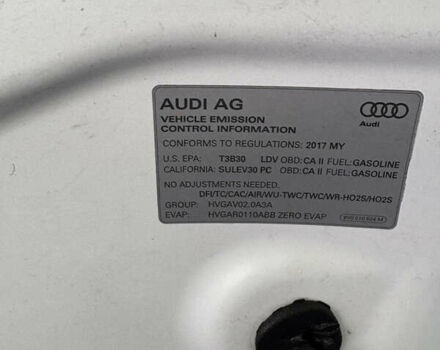 AUDI AG
Audi
VEHICLE EMISSION
CONTROL INFORMATION
CONFORMS TO REGULATIONS: 2017 MY
U.S. EPA: T3B30 LDV OBD: CA II FUEL: GASOLINE
CALIFORNIA: SULEV30 PC OBD: CA II FUEL: GASOLINE
NO ADJUSTMENTS NEEDED.
DFI/TC/CAC/AIR/WU-TWC/TWC/WR-HO2S/HO2S
GROUP: HVGAV02.0A3A
EVAP: HVGAR0110ABB ZERO EVAP